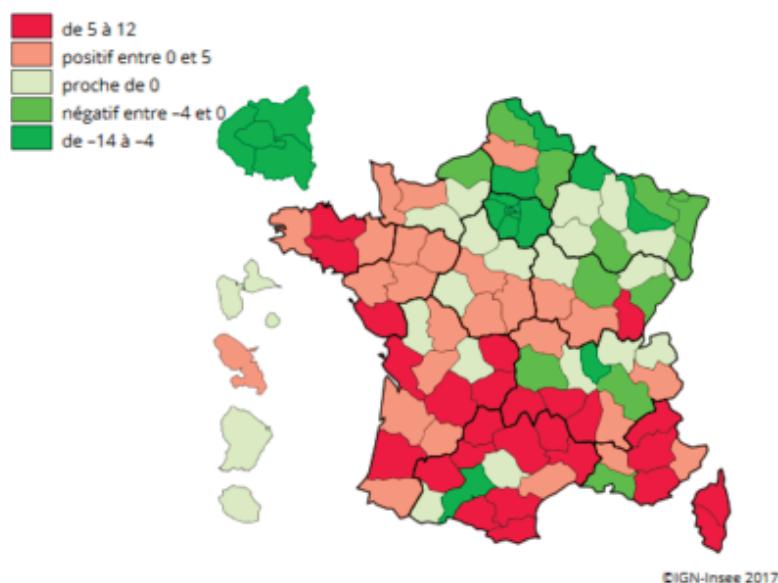 de 5 à 12
positif entre 0 et 5
proche de 0
négatif entre −4 et 0
de −14 à −4
©IGN-Insee 2017